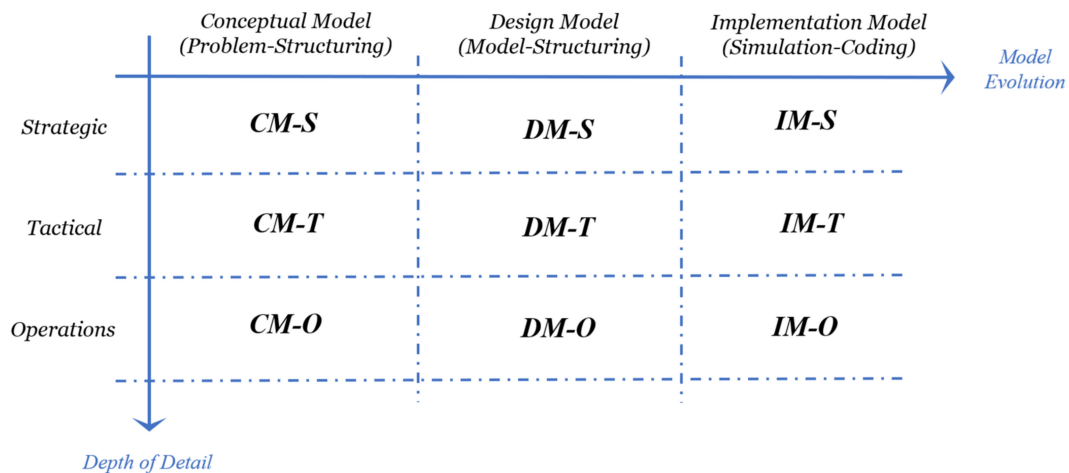 Conceptual Model
(Problem-Structuring)
Design Model
(Model-Structuring)
Implementation Model
(Simulation-Coding)
Model
Evolution
Strategic
CM-S
DM-S
IM-S
Tactical
CM-T
DM-T
IM-T
Operations
CM-O
DM-O
IM-O
Depth of Detail